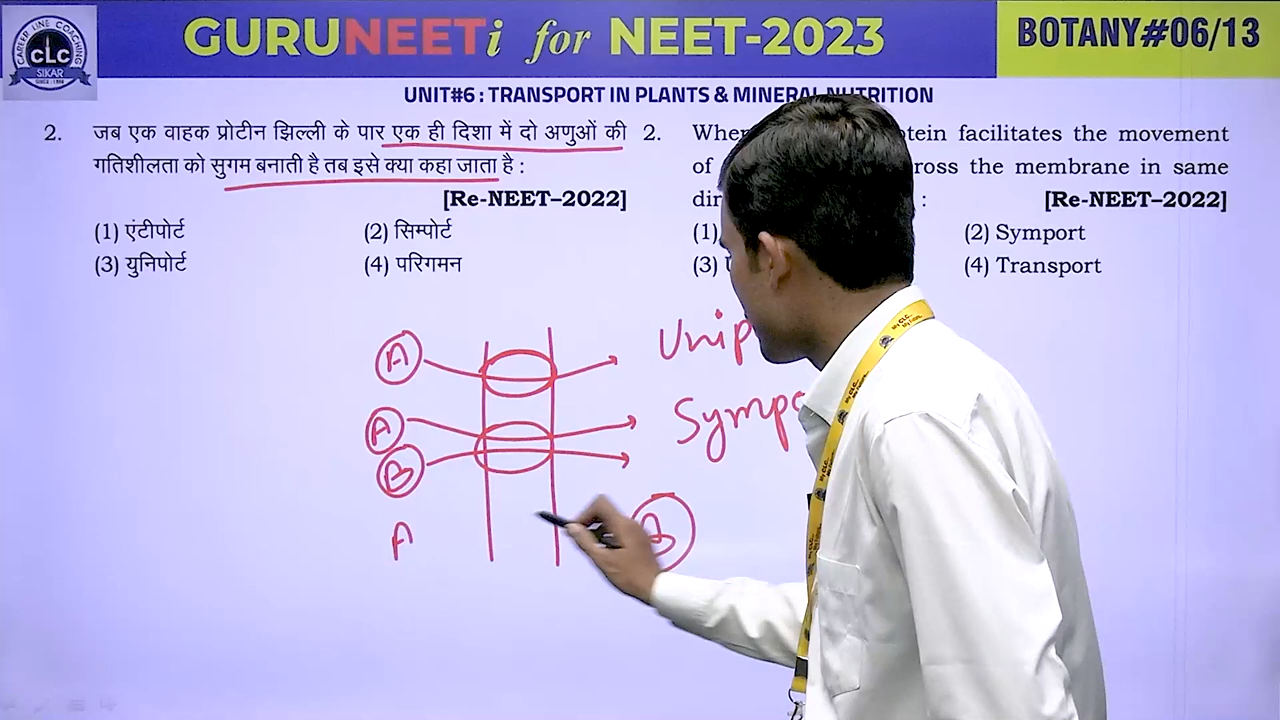 GURUNEETi for NEET-2023
BOTANY#06/13
CAREER LINE COACHING
CLC
SIKAR
UNIT#6 : TRANSPORT IN PLANTS & MINERAL NUTRITION
2. जब एक वाहक प्रोटीन झिल्ली के पार एक ही दिशा में दो अणुओं की
गतिशीलता को सुगम बनाती है तब इसे क्या कहा जाता है :
[Re-NEET–2022]
(1) एंटीपोर्ट (2) सिम्पोर्ट
(3) युनिपोर्ट (4) परिगमन
2. facilitates the movement
of the membrane in same
:
[Re-NEET–2022]
(1) (2) Symport
(3) (4) Transport
A
A
B
A
B